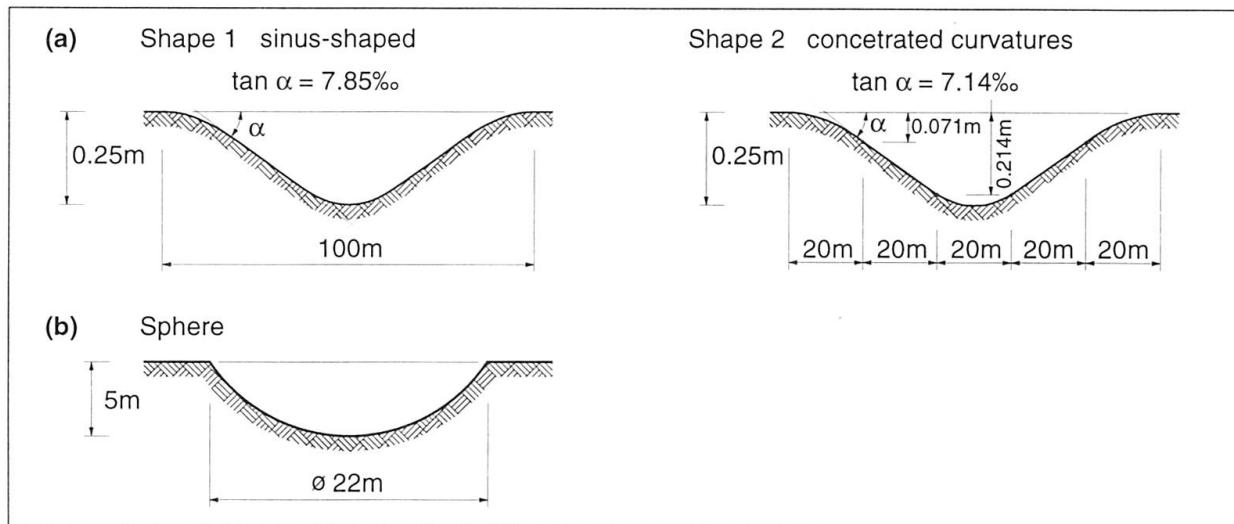 (a) Shape 1 sinus-shaped
tan α = 7.85‰
α
0.25m
100m
Shape 2 concetrated curvatures
tan α = 7.14‰
α
0.071m
0.214m
0.25m
20m 20m 20m 20m 20m
(b) Sphere
5m
ø 22m